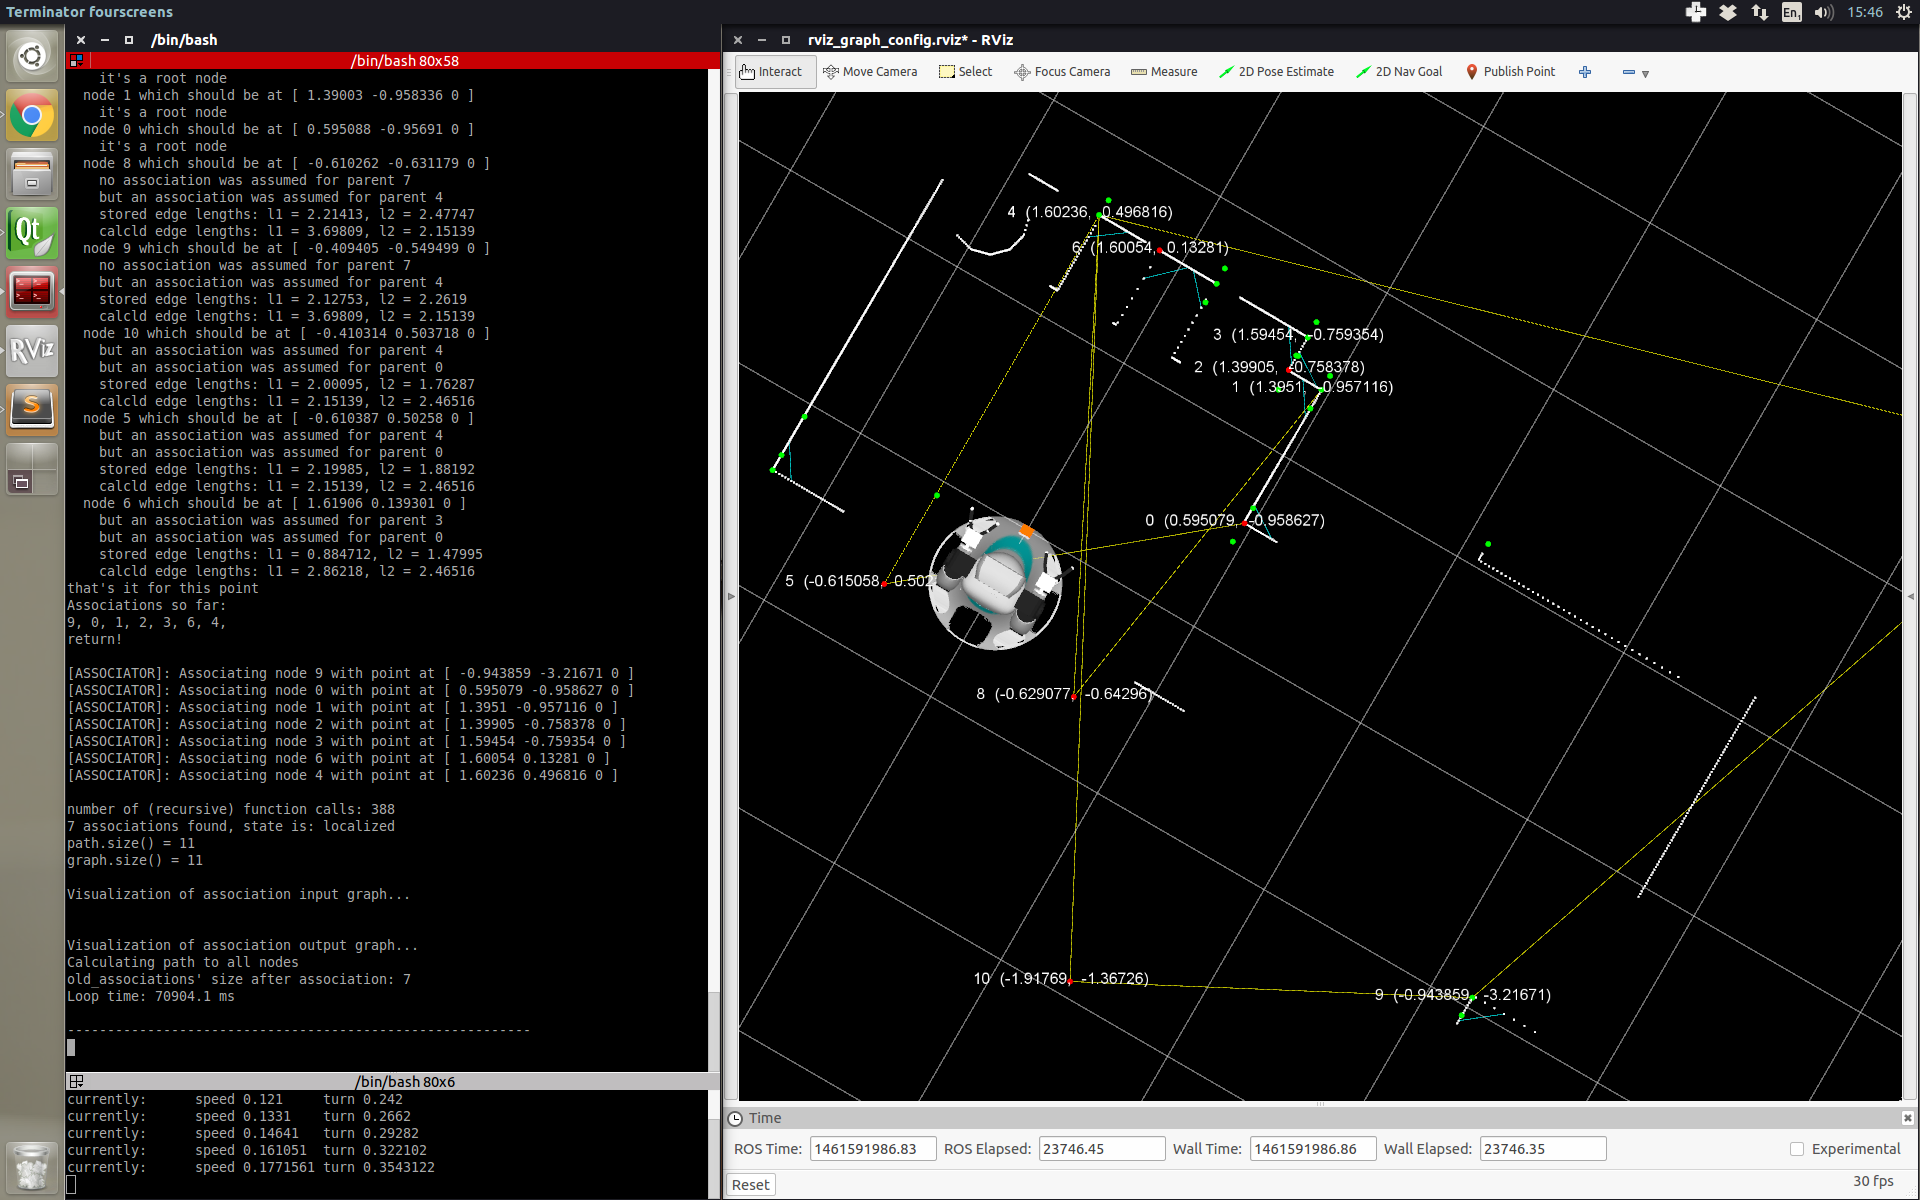 Terminator fourscreens
En1
15:46
/bin/bash
/bin/bash 80x58
it's a root node
node 1 which should be at [ 1.39003 -0.958336 0 ]
it's a root node
node 0 which should be at [ 0.595088 -0.95691 0 ]
it's a root node
node 8 which should be at [ -0.610262 -0.631179 0 ]
no association was assumed for parent 7
but an association was assumed for parent 4
stored edge lengths: l1 = 2.21413, l2 = 2.47747
calcld edge lengths: l1 = 3.69809, l2 = 2.15139
node 9 which should be at [ -0.409405 -0.549499 0 ]
no association was assumed for parent 7
but an association was assumed for parent 4
stored edge lengths: l1 = 2.12753, l2 = 2.2619
calcld edge lengths: l1 = 3.69809, l2 = 2.15139
node 10 which should be at [ -0.410314 0.503718 0 ]
but an association was assumed for parent 4
but an association was assumed for parent 0
stored edge lengths: l1 = 2.00095, l2 = 1.76287
calcld edge lengths: l1 = 2.15139, l2 = 2.46516
node 5 which should be at [ -0.610387 0.50258 0 ]
but an association was assumed for parent 4
but an association was assumed for parent 0
stored edge lengths: l1 = 2.19985, l2 = 1.88192
calcld edge lengths: l1 = 2.15139, l2 = 2.46516
node 6 which should be at [ 1.61906 0.139301 0 ]
but an association was assumed for parent 3
but an association was assumed for parent 0
stored edge lengths: l1 = 0.884712, l2 = 1.47995
calcld edge lengths: l1 = 2.86218, l2 = 2.46516
that's it for this point
Associations so far:
9, 0, 1, 2, 3, 6, 4,
return!
[ASSOCIATOR]: Associating node 9 with point at [ -0.943859 -3.21671 0 ]
[ASSOCIATOR]: Associating node 0 with point at [ 0.595079 -0.958627 0 ]
[ASSOCIATOR]: Associating node 1 with point at [ 1.3951 -0.957116 0 ]
[ASSOCIATOR]: Associating node 2 with point at [ 1.39905 -0.758378 0 ]
[ASSOCIATOR]: Associating node 3 with point at [ 1.59454 -0.759354 0 ]
[ASSOCIATOR]: Associating node 6 with point at [ 1.60054 0.13281 0 ]
[ASSOCIATOR]: Associating node 4 with point at [ 1.60236 0.496816 0 ]
number of (recursive) function calls: 388
7 associations found, state is: localized
path.size() = 11
graph.size() = 11
Visualization of association input graph...
Visualization of association output graph...
Calculating path to all nodes
old_associations' size after association: 7
Loop time: 70904.1 ms
---------------------------------------------------------
/bin/bash 80x6
currently: speed 0.121 turn 0.242
currently: speed 0.1331 turn 0.2662
currently: speed 0.14641 turn 0.29282
currently: speed 0.161051 turn 0.322102
currently: speed 0.1771561 turn 0.3543122
Qt
RViz
S
rviz_graph_config.rviz* - RViz
Interact Move Camera Select Focus Camera Measure 2D Pose Estimate 2D Nav Goal Publish Point
4 (1.60236, 0.496816)
6 (1.60054, 0.13281)
3 (1.59454, -0.759354)
2 (1.39905, -0.758378)
1 (1.3951, -0.957116)
0 (0.595079, -0.958627)
5 (-0.615058, 0.502
8 (-0.629077, -0.64296)
10 (-1.91769, -1.36726)
9 (-0.943859, -3.21671)
Time
ROS Time: 1461591986.83 ROS Elapsed: 23746.45 Wall Time: 1461591986.86 Wall Elapsed: 23746.35 Experimental
Reset
30 fps